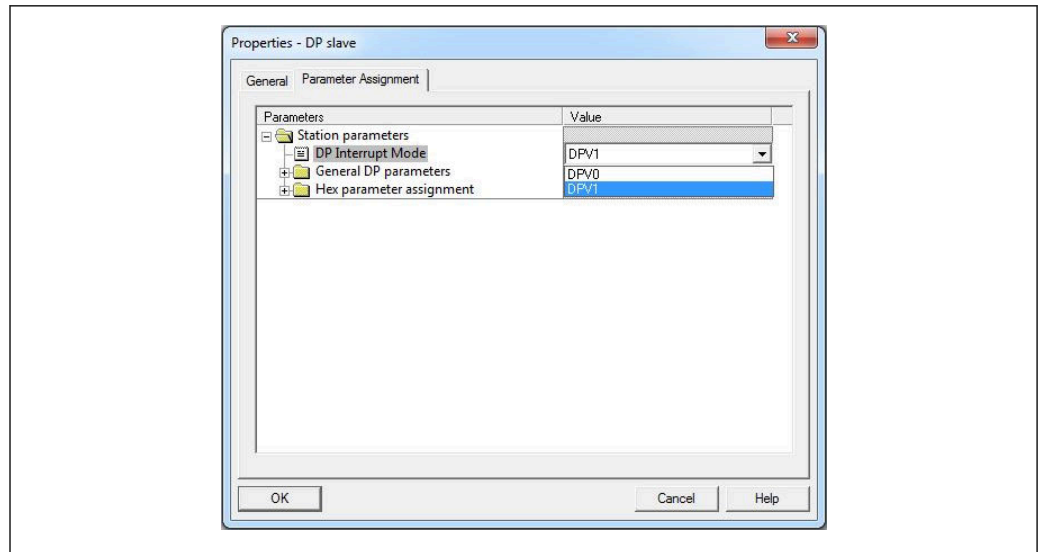 Properties - DP slave
General Parameter Assignment
Parameters Value
Station parameters
DP Interrupt Mode DPV1
General DP parameters DPV0
Hex parameter assignment DPV1
OK Cancel Help